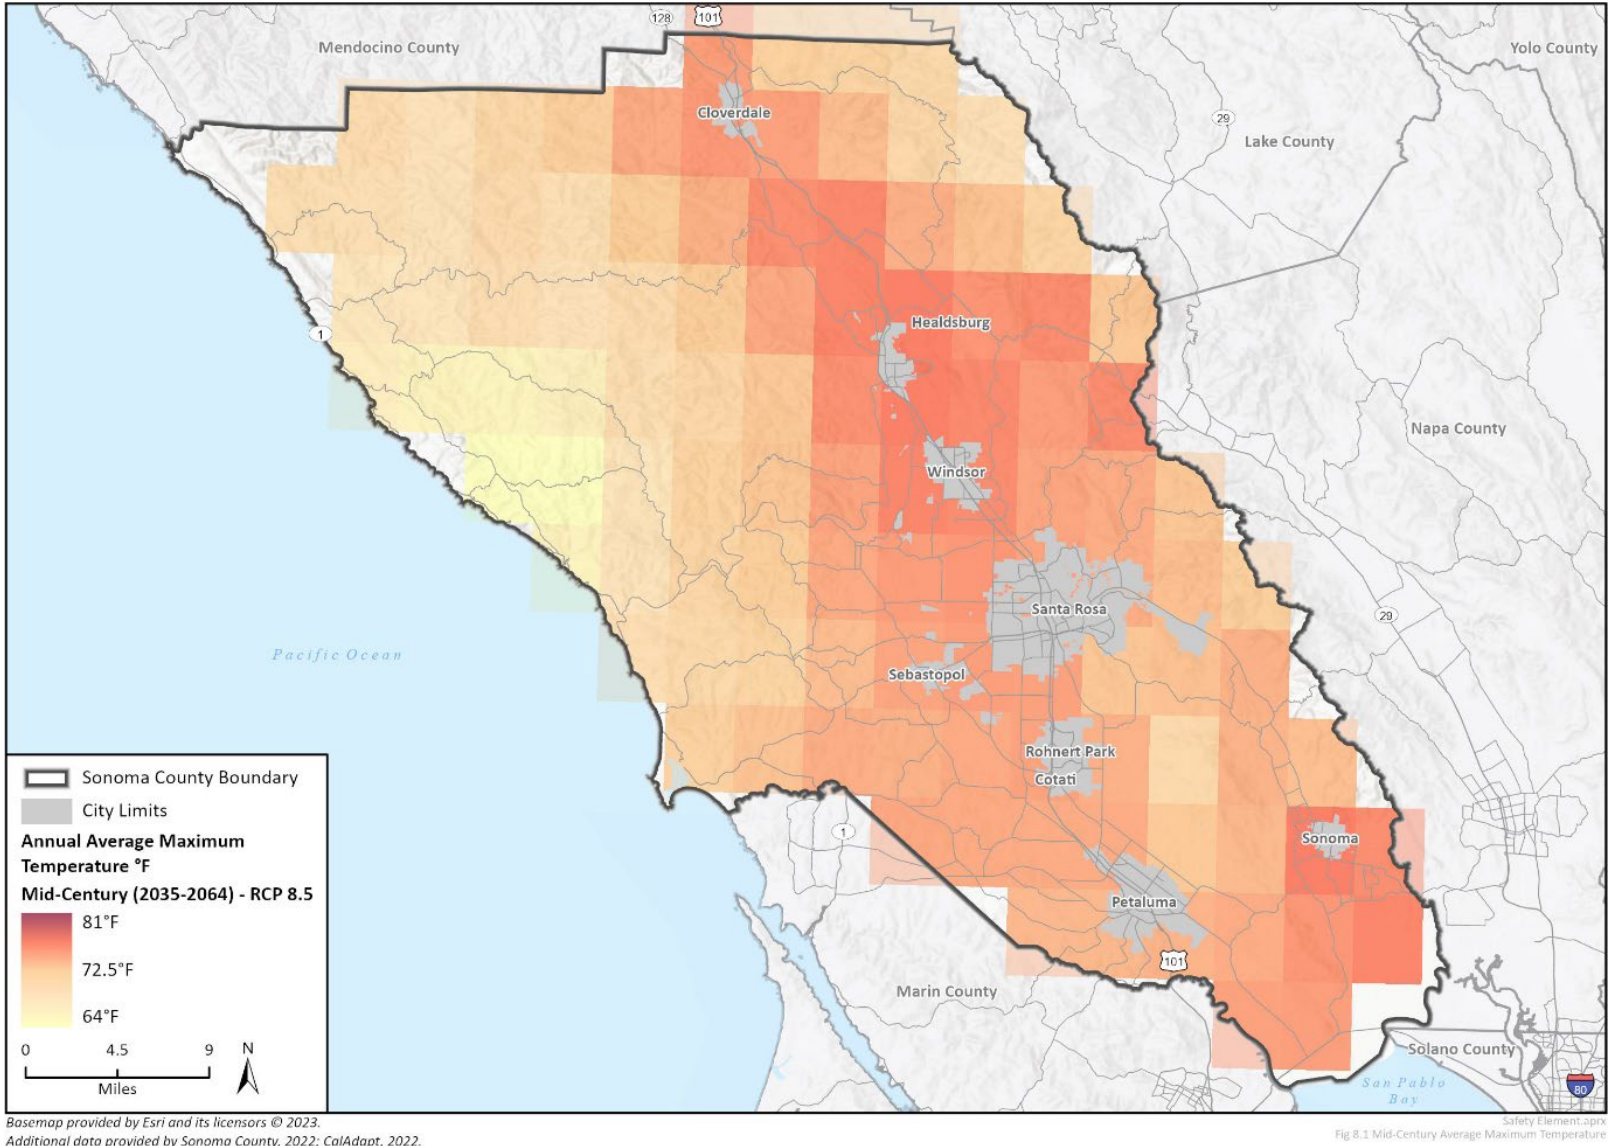 128
101
Mendocino County
Yolo County
Cloverdale
29
Lake County
1
Healdsburg
Napa County
Windsor
Santa Rosa
29
Pacific Ocean
Sebastopol
Rohnert Park
Cotati
1
Sonoma
Petaluma
101
Marin County
Solano County
San Pablo
Bay
80
Sonoma County Boundary
City Limits
Annual Average Maximum
Temperature °F
Mid-Century (2035-2064) - RCP 8.5
81°F
72.5°F
64°F
0 4.5 9 N
Miles
Basemap provided by Esri and its licensors © 2023.
Additional data provided by Sonoma County, 2022; CalAdapt, 2022.
Safety Element.aprx
Fig 8.1 Mid-Century Average Maximum Temperature